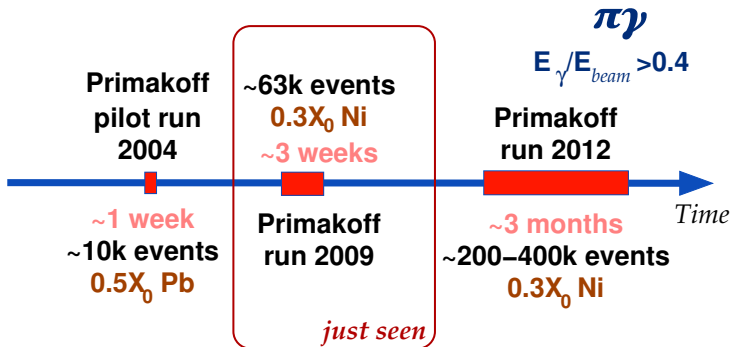 πγ
E_γ/E_beam >0.4
Primakoff
pilot run
2004
~1 week
~10k events
0.5X₀ Pb
~63k events
0.3X₀ Ni
~3 weeks
Primakoff
run 2009
just seen
Primakoff
run 2012
~3 months
~200−400k events
0.3X₀ Ni
Time